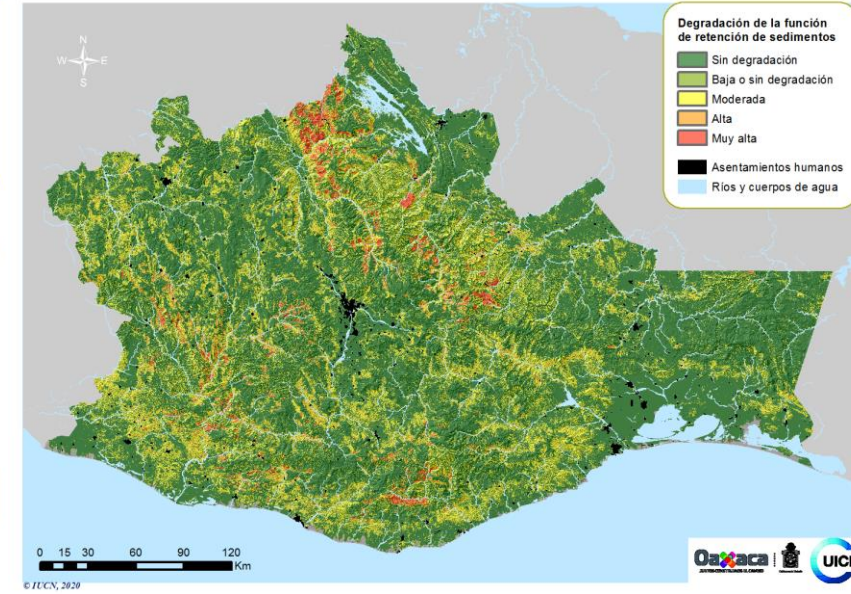 Degradación de la función
de retención de sedimentos
Sin degradación
Baja o sin degradación
Moderada
Alta
Muy alta
Asentamientos humanos
Ríos y cuerpos de agua
N
W E
S
0 15 30 60 90 120
Km
Oaxaca
UICN
© IUCN, 2020